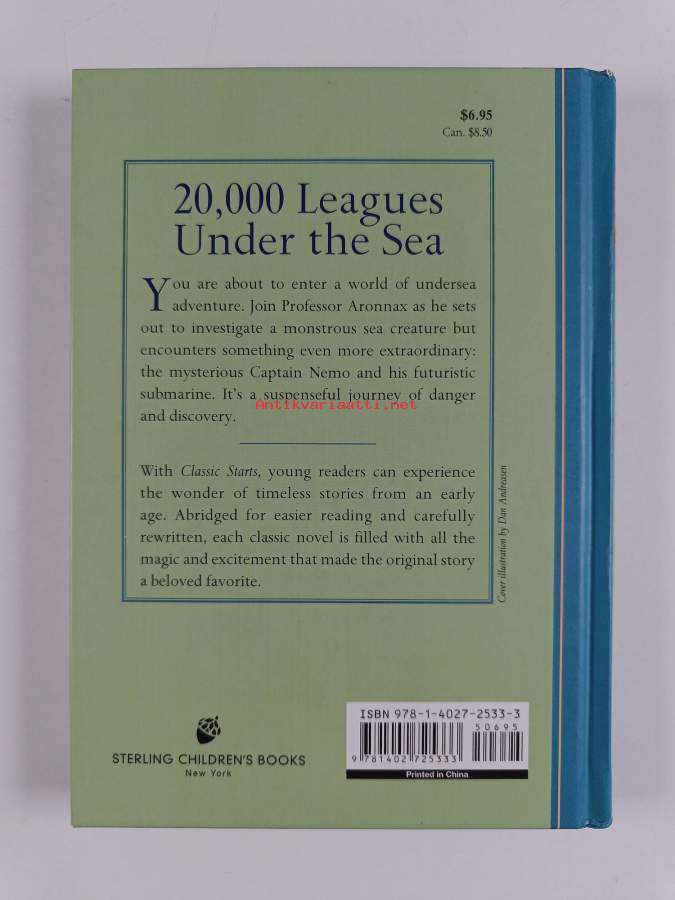 $6.95
Can. $8.50
20,000 Leagues
Under the Sea
You are about to enter a world of undersea
adventure. Join Professor Aronnax as he sets
out to investigate a monstrous sea creature but
encounters something even more extraordinary:
the mysterious Captain Nemo and his futuristic
submarine. It's a suspenseful journey of danger
Antikvariaatti.net
and discovery.
With Classic Starts, young readers can experience
the wonder of timeless stories from an early
age. Abridged for easier reading and carefully
rewritten, each classic novel is filled with all the
magic and excitement that made the original story
a beloved favorite.
Cover illustration by Dan Andreasen
STERLING CHILDREN'S BOOKS
New York
ISBN 978-1-4027-2533-3
50695
9 781402 725333
Printed in China